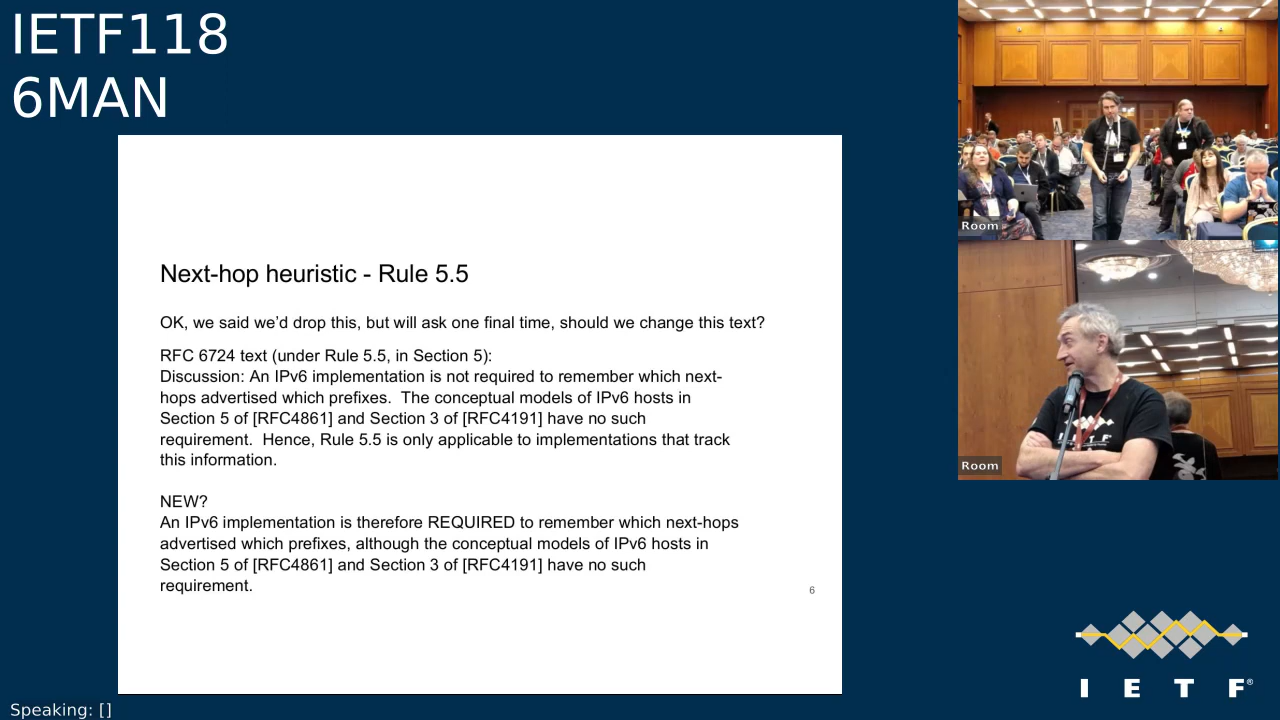 IETF118
6MAN
Next-hop heuristic - Rule 5.5
OK, we said we’d drop this, but will ask one final time, should we change this text?
RFC 6724 text (under Rule 5.5, in Section 5):
Discussion: An IPv6 implementation is not required to remember which next-
hops advertised which prefixes.  The conceptual models of IPv6 hosts in
Section 5 of [RFC4861] and Section 3 of [RFC4191] have no such
requirement.  Hence, Rule 5.5 is only applicable to implementations that track
this information.
NEW?
An IPv6 implementation is therefore REQUIRED to remember which next-hops
advertised which prefixes, although the conceptual models of IPv6 hosts in
Section 5 of [RFC4861] and Section 3 of [RFC4191] have no such
requirement.
6
Room
Room
I E T F
I E T F®
Speaking: []